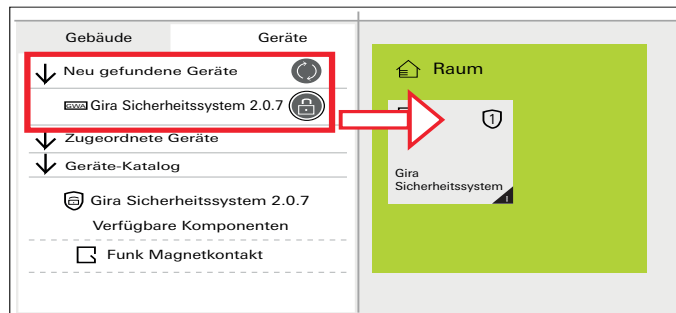 Gebäude Geräte
Neu gefundene Geräte
GWA Gira Sicherheitssystem 2.0.7
Zugeordnete Geräte
Geräte-Katalog
Gira Sicherheitssystem 2.0.7
Verfügbare Komponenten
Funk Magnetkontakt
Raum
1
Gira
Sicherheitssystem
I